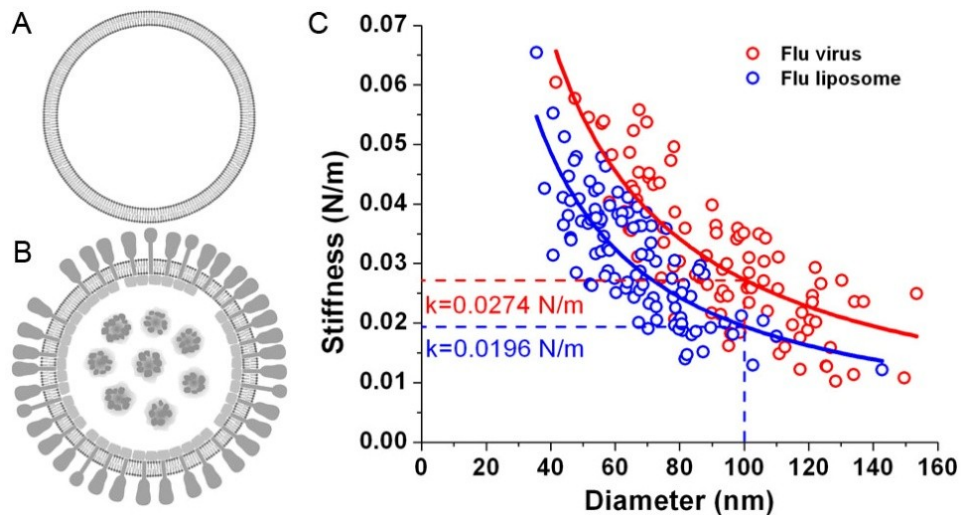 A
B
C
Flu virus
Flu liposome
Stiffness (N/m)
0.07
0.06
0.05
0.04
0.03
0.02
0.01
0.00
k=0.0274 N/m
k=0.0196 N/m
0 20 40 60 80 100 120 140 160
Diameter (nm)